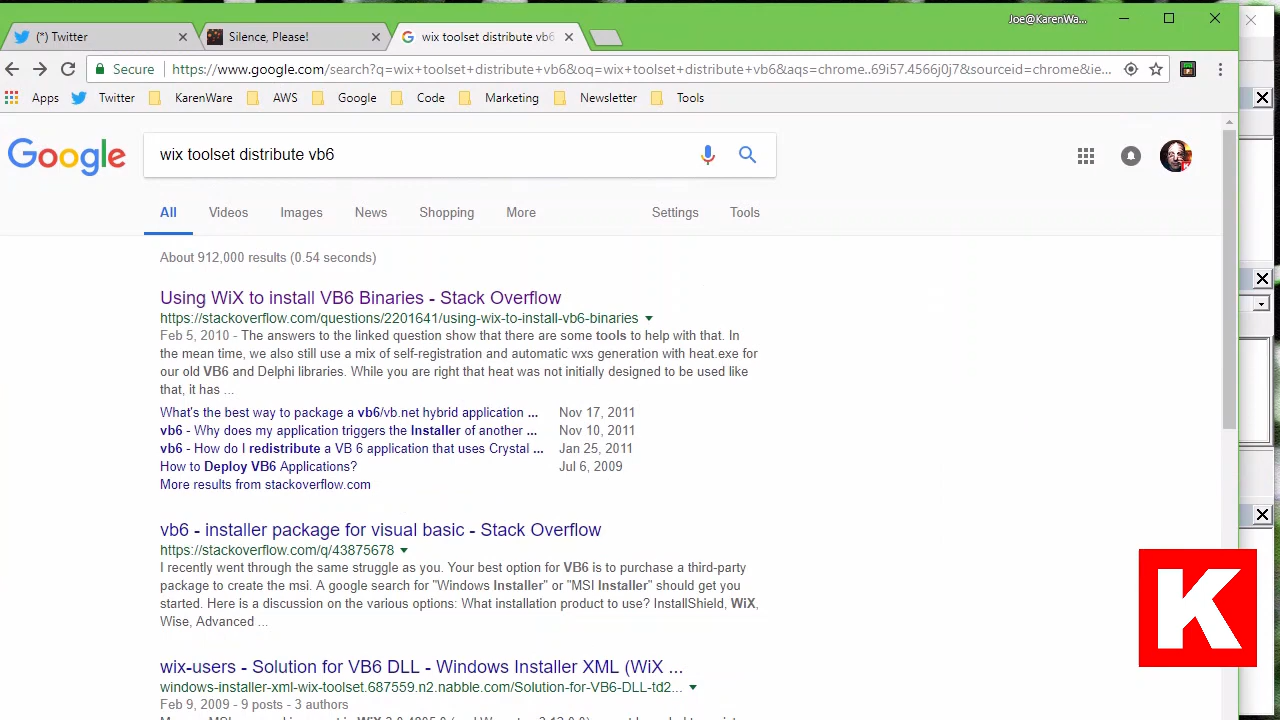 Joe@KarenWa...
(*) Twitter
Silence, Please!
wix toolset distribute vb6
Secure
https://www.google.com/search?q=wix+toolset+distribute+vb6&oq=wix+toolset+distribute+vb6&aqs=chrome..69i57.4566j0j7&sourceid=chrome&ie...
Apps Twitter KarenWare AWS Google Code Marketing Newsletter Tools
Google
wix toolset distribute vb6
All Videos Images News Shopping More Settings Tools
About 912,000 results (0.54 seconds)
Using WiX to install VB6 Binaries - Stack Overflow
https://stackoverflow.com/questions/2201641/using-wix-to-install-vb6-binaries
Feb 5, 2010 - The answers to the linked question show that there are some tools to help with that. In
the mean time, we also still use a mix of self-registration and automatic wxs generation with heat.exe for
our old VB6 and Delphi libraries. While you are right that heat was not initially designed to be used like
that, it has ...
What's the best way to package a vb6/vb.net hybrid application ... Nov 17, 2011
vb6 - Why does my application triggers the Installer of another ... Nov 10, 2011
vb6 - How do I redistribute a VB 6 application that uses Crystal ... Jan 25, 2011
How to Deploy VB6 Applications? Jul 6, 2009
More results from stackoverflow.com
vb6 - installer package for visual basic - Stack Overflow
https://stackoverflow.com/q/43875678
I recently went through the same struggle as you. Your best option for VB6 is to purchase a third-party
package to create the msi. A google search for "Windows Installer" or "MSI Installer" should get you
started. Here is a discussion on the various options: What installation product to use? InstallShield, WiX,
Wise, Advanced ...
wix-users - Solution for VB6 DLL - Windows Installer XML (WiX ...
windows-installer-xml-wix-toolset.687559.n2.nabble.com/Solution-for-VB6-DLL-td2...
Feb 9, 2009 - 9 posts - 3 authors
K